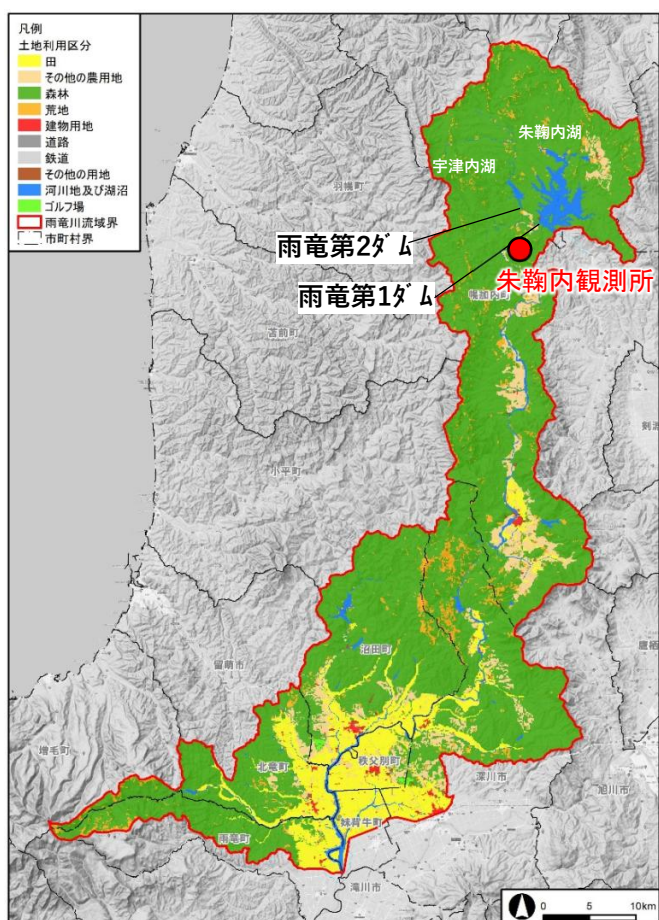 凡例
土地利用区分
田
その他の農用地
森林
荒地
建物用地
道路
鉄道
その他の用地
河川地及び湖沼
ゴルフ場
雨竜川流域界
市町村界
朱鞠内湖
宇津内湖
羽幌町
雨竜第2ダム
朱鞠内観測所
雨竜第1ダム
幌加内町
苫前町
小平町
沼田町
留萌市
鷹栖
増毛町
北竜町
秩父別町
深川市
旭川市
妹背牛町
雨竜町
滝川市
0 5 10km